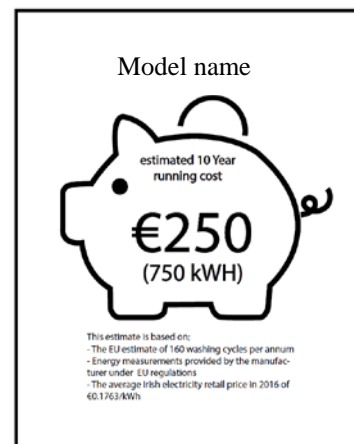 Model name
estimated 10 Year
running cost
€250
(750 kWH)
This estimate is based on;
- The EU estimate of 160 washing cycles per annum
- Energy measurements provided by the manufac-
turer under EU regulations
- The average Irish electricity retail price in 2016 of
€0.1763/kWh